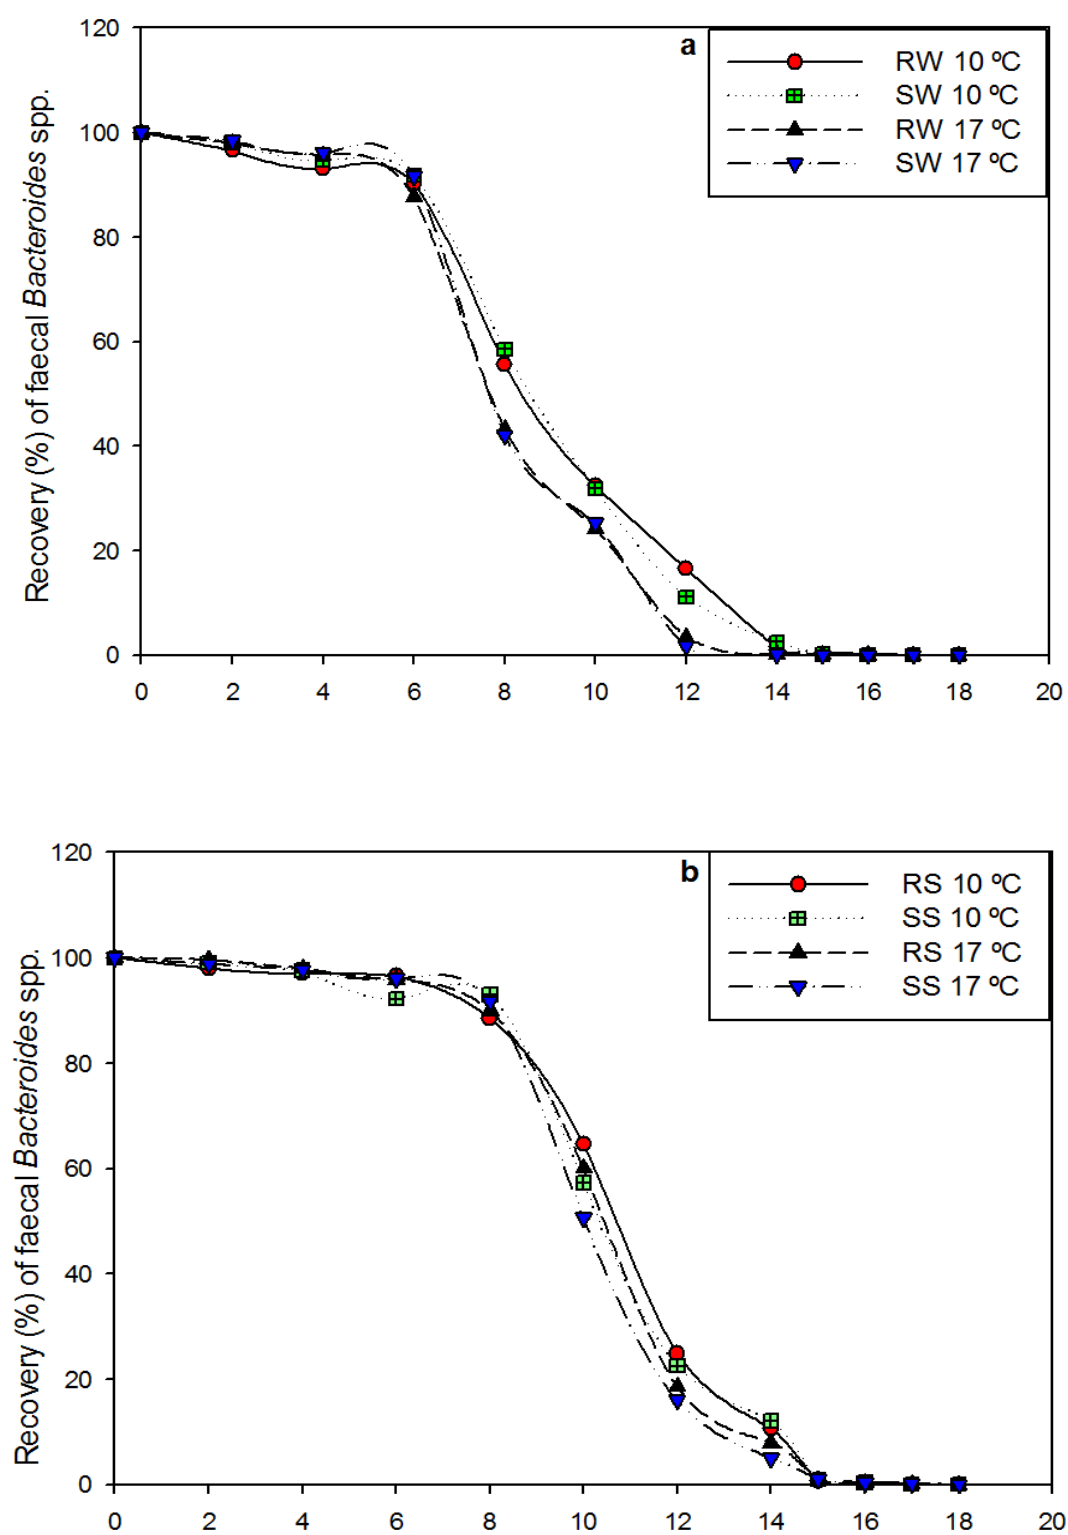 120
100
80
60
40
20
0
Recovery (%) of faecal Bacteroides spp.
a
RW 10 ºC
SW 10 ºC
RW 17 ºC
SW 17 ºC
0 2 4 6 8 10 12 14 16 18 20
120
100
80
60
40
20
0
Recovery (%) of faecal Bacteroides spp.
b
RS 10 ºC
SS 10 ºC
RS 17 ºC
SS 17 ºC
0 2 4 6 8 10 12 14 16 18 20